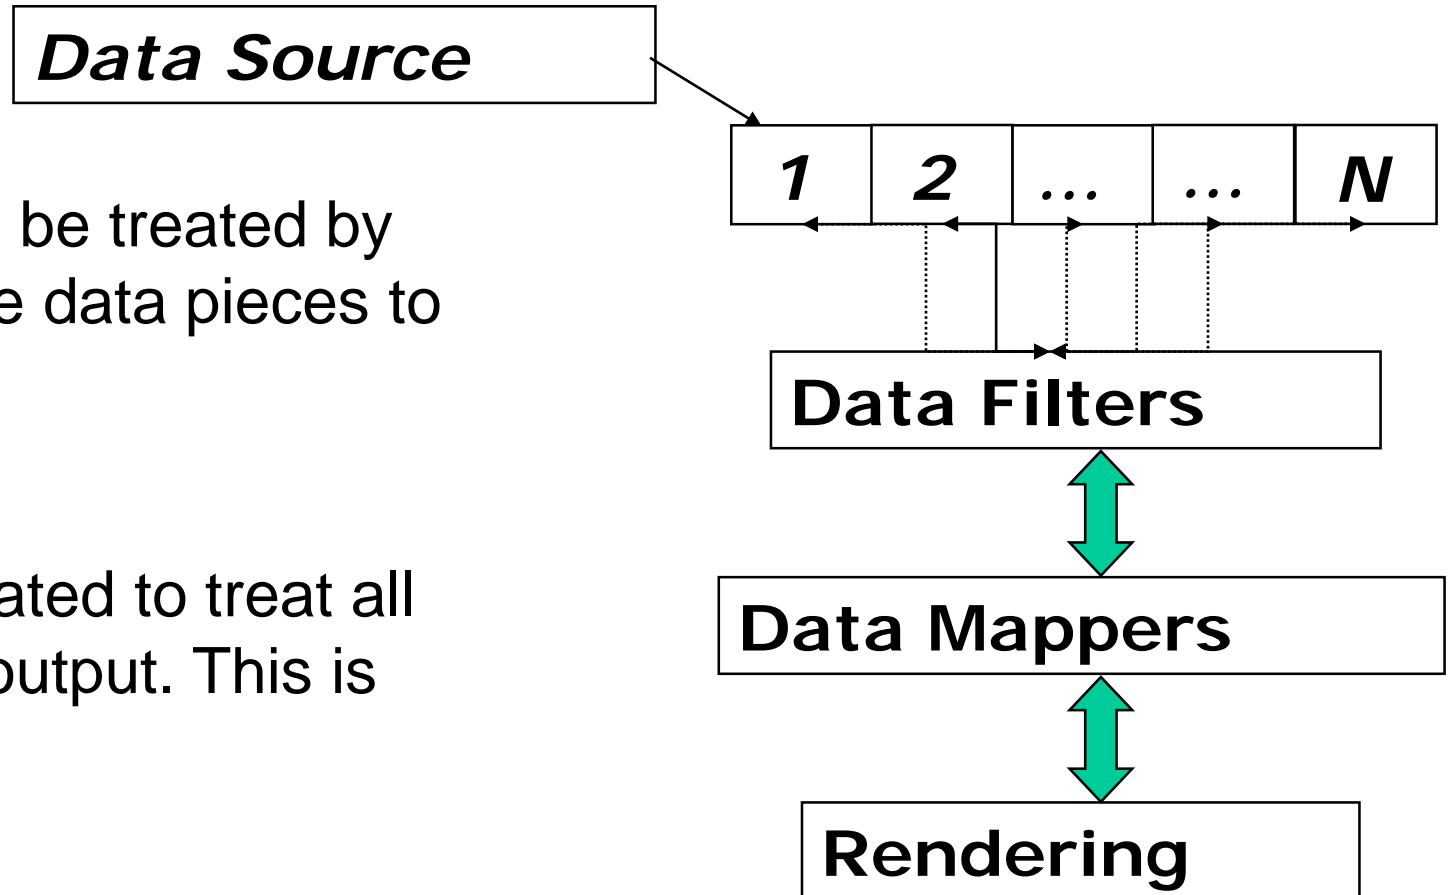 Data Source
1 2 ... ... N
be treated by
e data pieces to
Data Filters
ated to treat all
output. This is
Data Mappers
Rendering